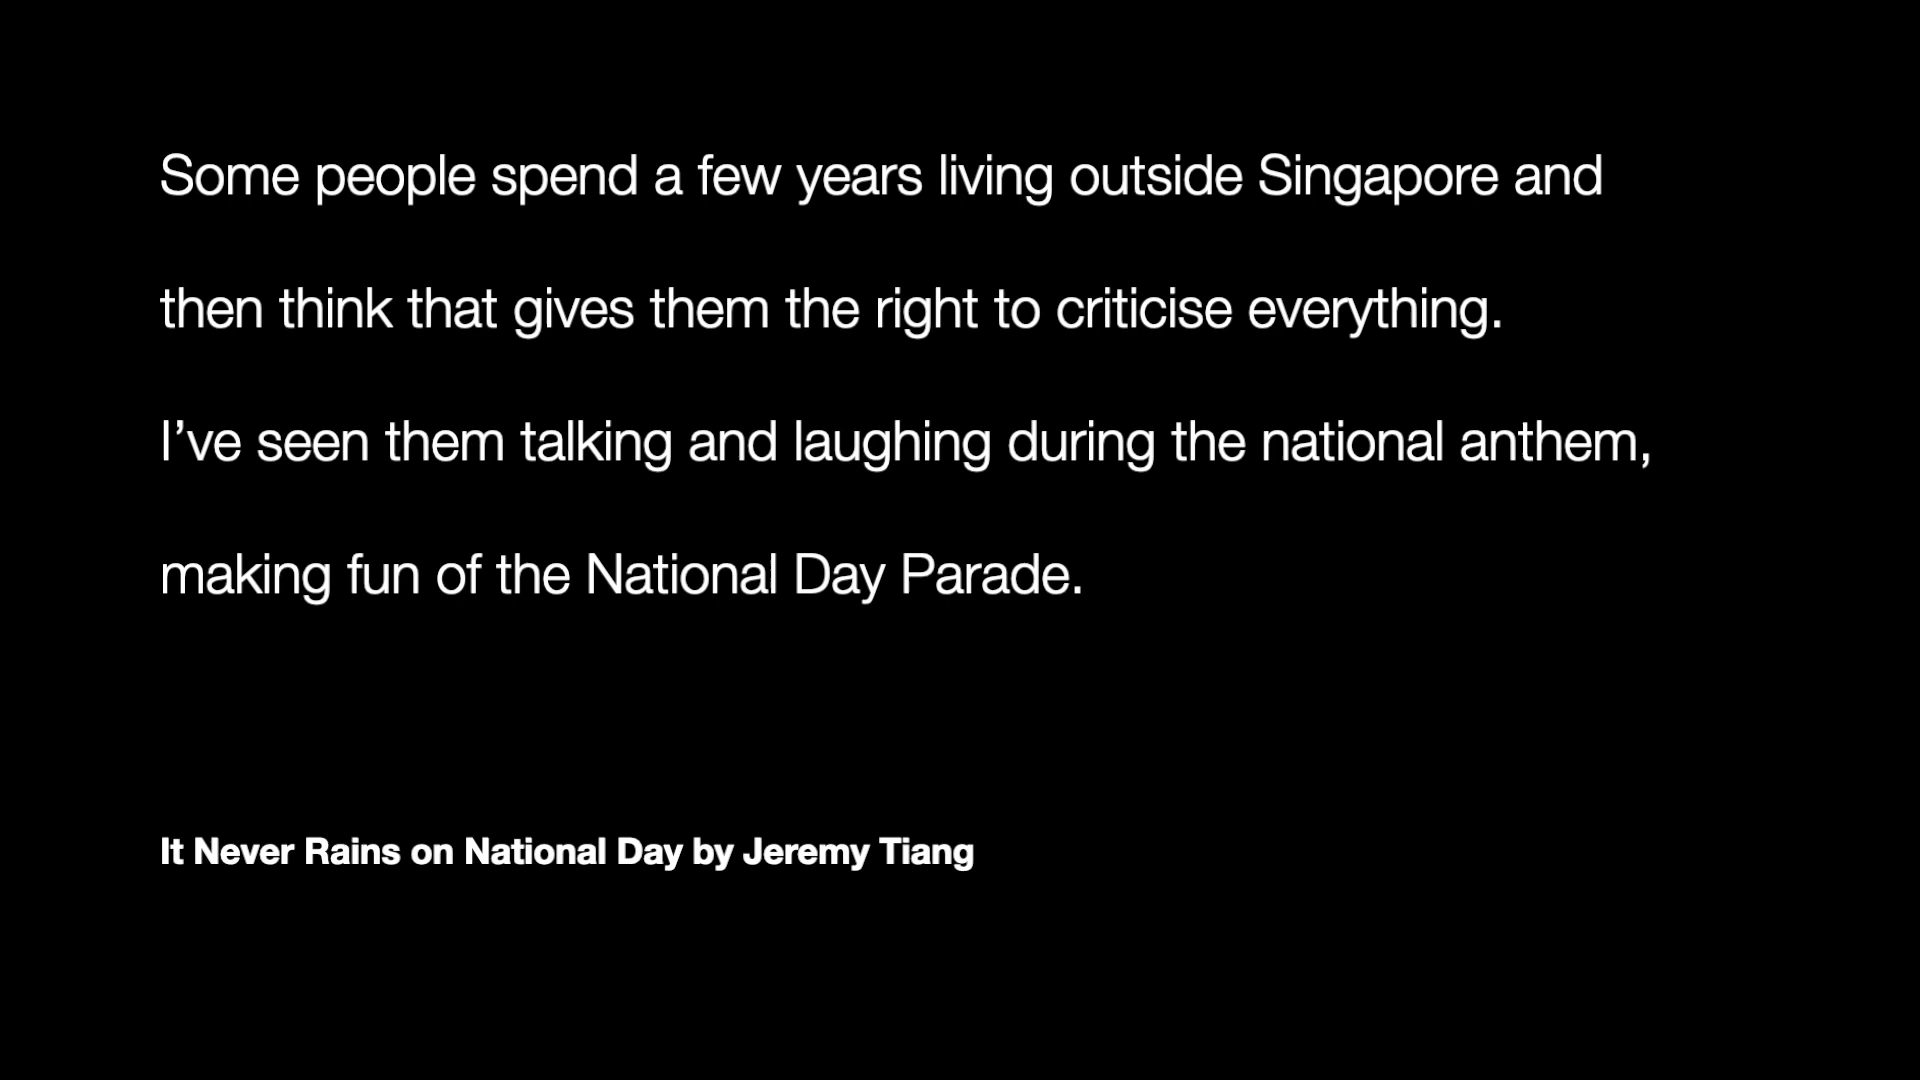 Some people spend a few years living outside Singapore and
then think that gives them the right to criticise everything.
I’ve seen them talking and laughing during the national anthem,
making fun of the National Day Parade.
It Never Rains on National Day by Jeremy Tiang